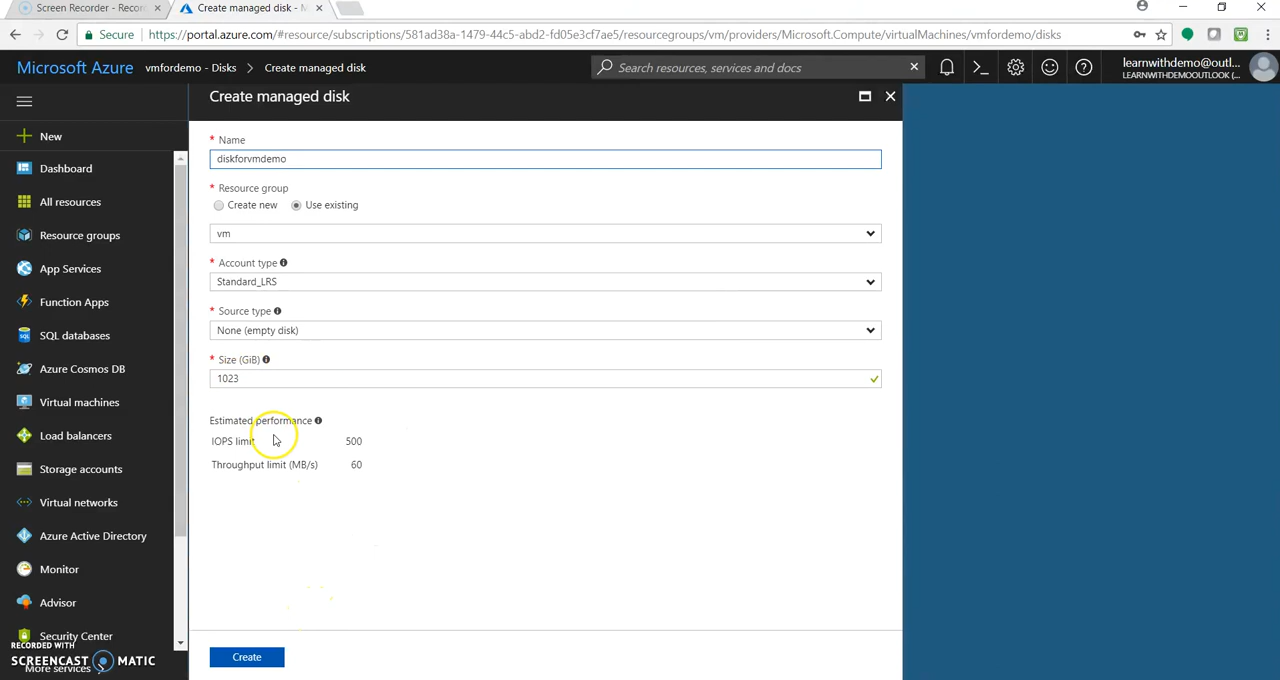 Screen Recorder - Recor
Create managed disk - M
Secure
https://portal.azure.com/#resource/subscriptions/581ad38a-1479-44c5-abd2-fd05e3cf7ae5/resourcegroups/vm/providers/Microsoft.Compute/virtualMachines/vmfordemo/disks
Microsoft Azure
vmfordemo - Disks
Create managed disk
Search resources, services and docs
learnwithdemo@outl...
LEARNWITHDEMOOUTLOOK (...
Create managed disk
New
Dashboard
All resources
Resource groups
App Services
Function Apps
SQL databases
Azure Cosmos DB
Virtual machines
Load balancers
Storage accounts
Virtual networks
Azure Active Directory
Monitor
Advisor
Security Center
More services
* Name
diskforvmdemo
* Resource group
Create new
Use existing
vm
* Account type
Standard_LRS
* Source type
None (empty disk)
* Size (GiB)
1023
Estimated performance
IOPS limit 500
Throughput limit (MB/s) 60
Create
RECORDED WITH
SCREENCAST MATIC